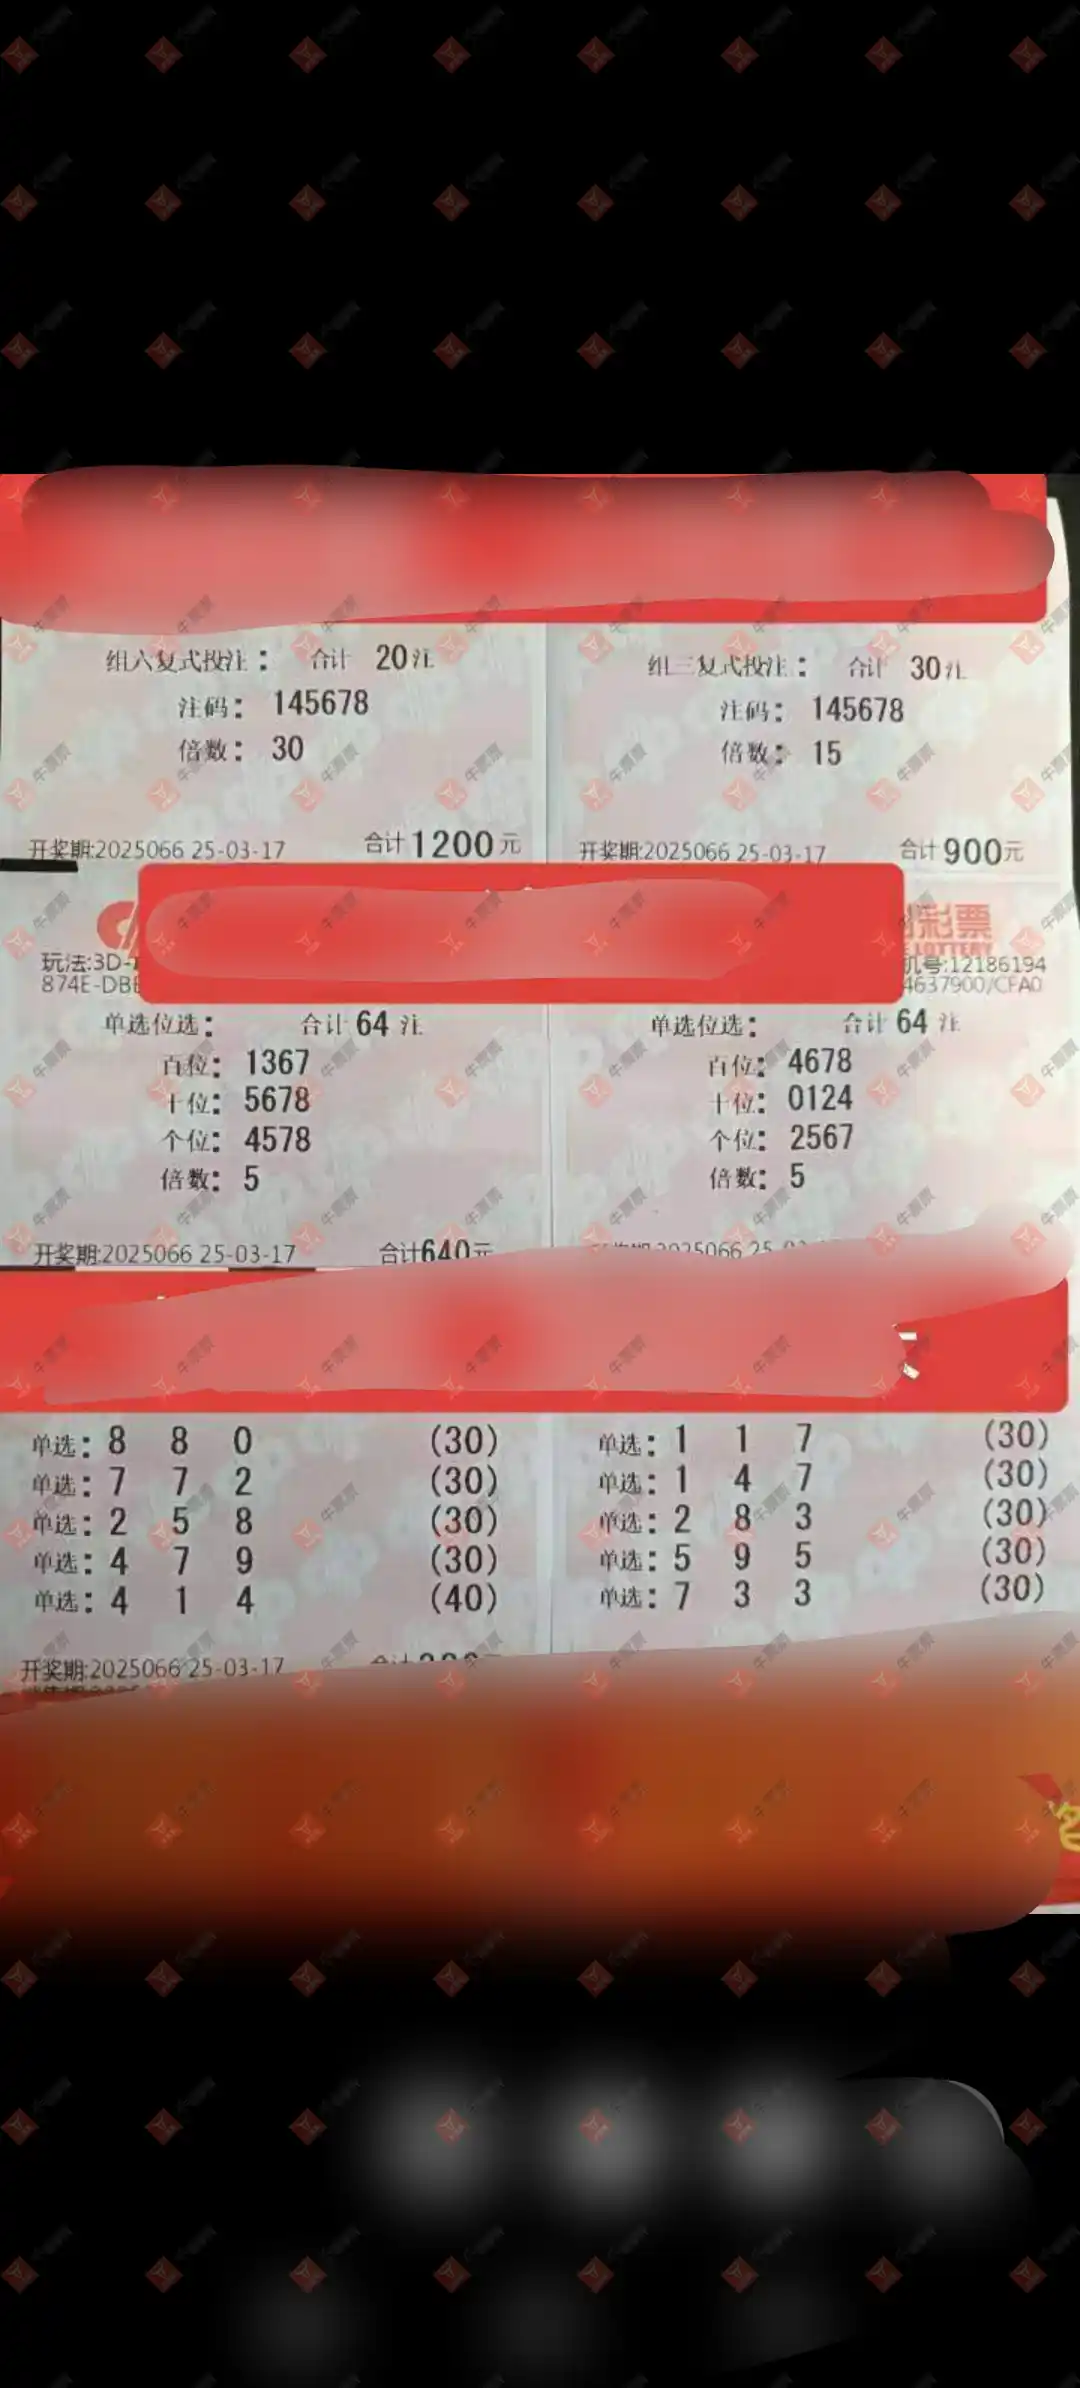 组六复式投注： 合计 20注
注码： 145678
倍数： 30
开奖期:2025066 25-03-17 合计1200元
组三复式投注： 合计 30注
注码： 145678
倍数： 15
开奖期:2025066 25-03-17 合计900元
玩法:3D-
874E-DBE
彩票
LOTTERY
机号:12186194
4637900/CFA0
单选位选： 合计 64 注
百位： 1367
十位： 5678
个位： 4578
倍数： 5
开奖期:2025066 25-03-17 合计640元
单选位选： 合计 64 注
百位： 4678
十位： 0124
个位： 2567
倍数： 5
2025066
单选：8 8 0 (30)
单选：7 7 2 (30)
单选：2 5 8 (30)
单选：4 7 9 (30)
单选：4 1 4 (40)
开奖期:2025066 25-03-17
单选：1 1 7 (30)
单选：1 4 7 (30)
单选：2 8 3 (30)
单选：5 9 5 (30)
单选：7 3 3 (30)
牛票票